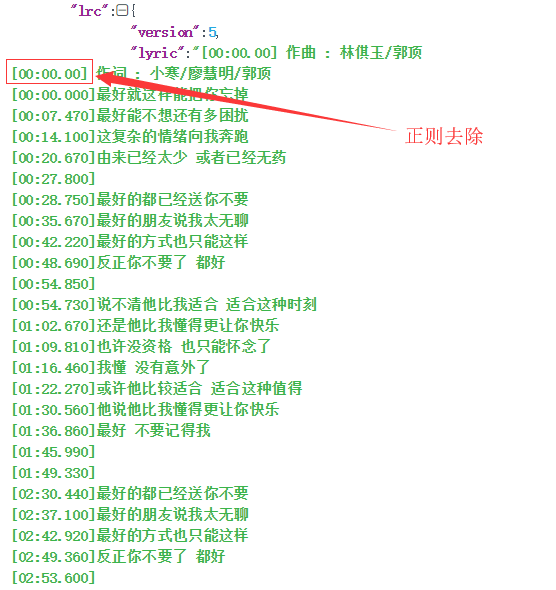 "lrc":{
"version":5,
"lyric":"[00:00.00] 作曲 : 林倛玉/郭顶
[00:00.00] 作词 : 小寒/廖慧明/郭顶
[00:00.000]最好就这样能把你忘掉
[00:07.470]最好能不想还有多困扰
[00:14.100]这复杂的情绪向我奔跑
正则去除
[00:20.670]由来已经太少 或者已经无药
[00:27.800]
[00:28.750]最好的都已经送你不要
[00:35.670]最好的朋友说我太无聊
[00:42.220]最好的方式也只能这样
[00:48.690]反正你不要了 都好
[00:54.850]
[00:54.730]说不清他比我适合 适合这种时刻
[01:02.670]还是他比我懂得更让你快乐
[01:09.810]也许没资格 也只能怀念了
[01:16.460]我懂 没有意外了
[01:22.270]或许他比较适合 适合这种值得
[01:30.560]他说他比我懂得更让你快乐
[01:36.860]最好 不要记得我
[01:45.990]
[01:49.330]
[02:30.440]最好的都已经送你不要
[02:37.100]最好的朋友说我太无聊
[02:42.920]最好的方式也只能这样
[02:49.360]反正你不要了 都好
[02:53.600]